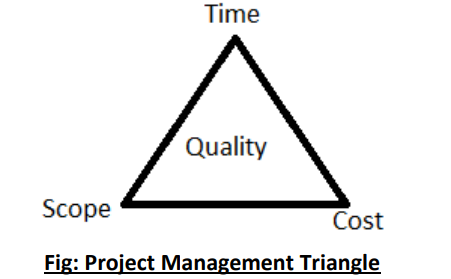 Time
Quality
Scope
Cost
Fig: Project Management Triangle